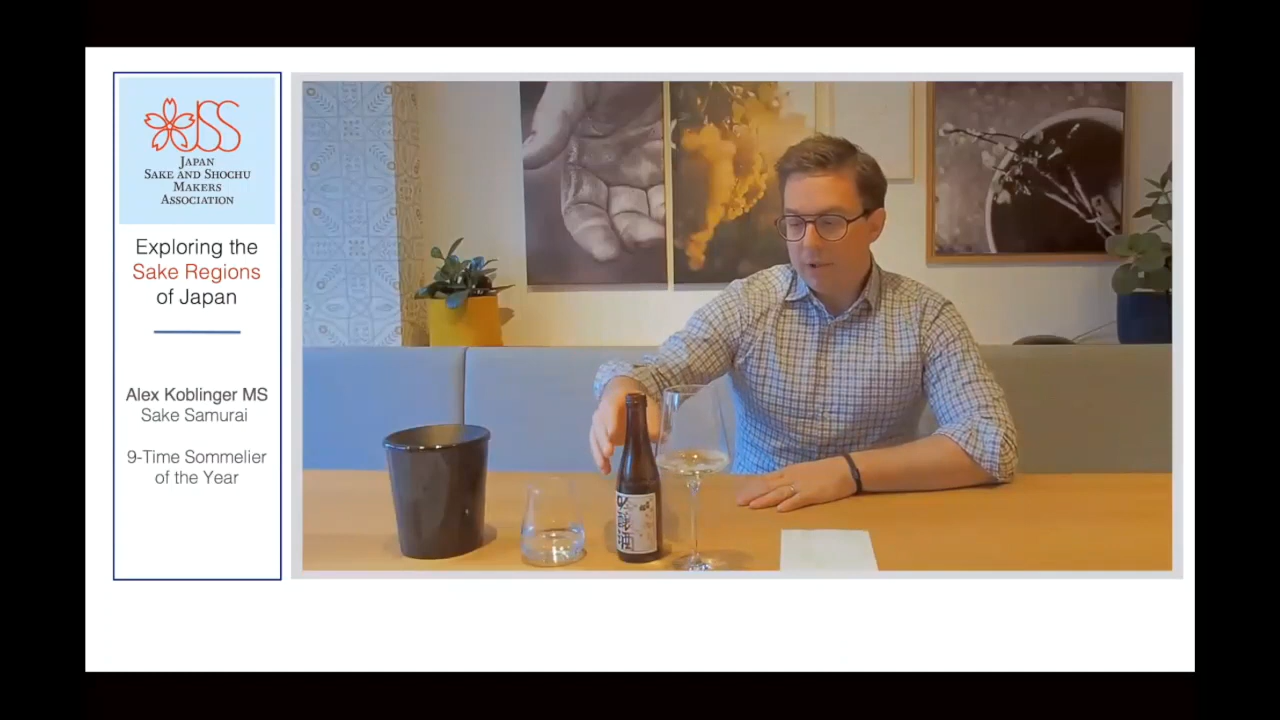 JSS
JAPAN
SAKE AND SHOCHU
MAKERS
ASSOCIATION
Exploring the
Sake Regions
of Japan
Alex Koblinger MS
Sake Samurai
9-Time Sommelier
of the Year